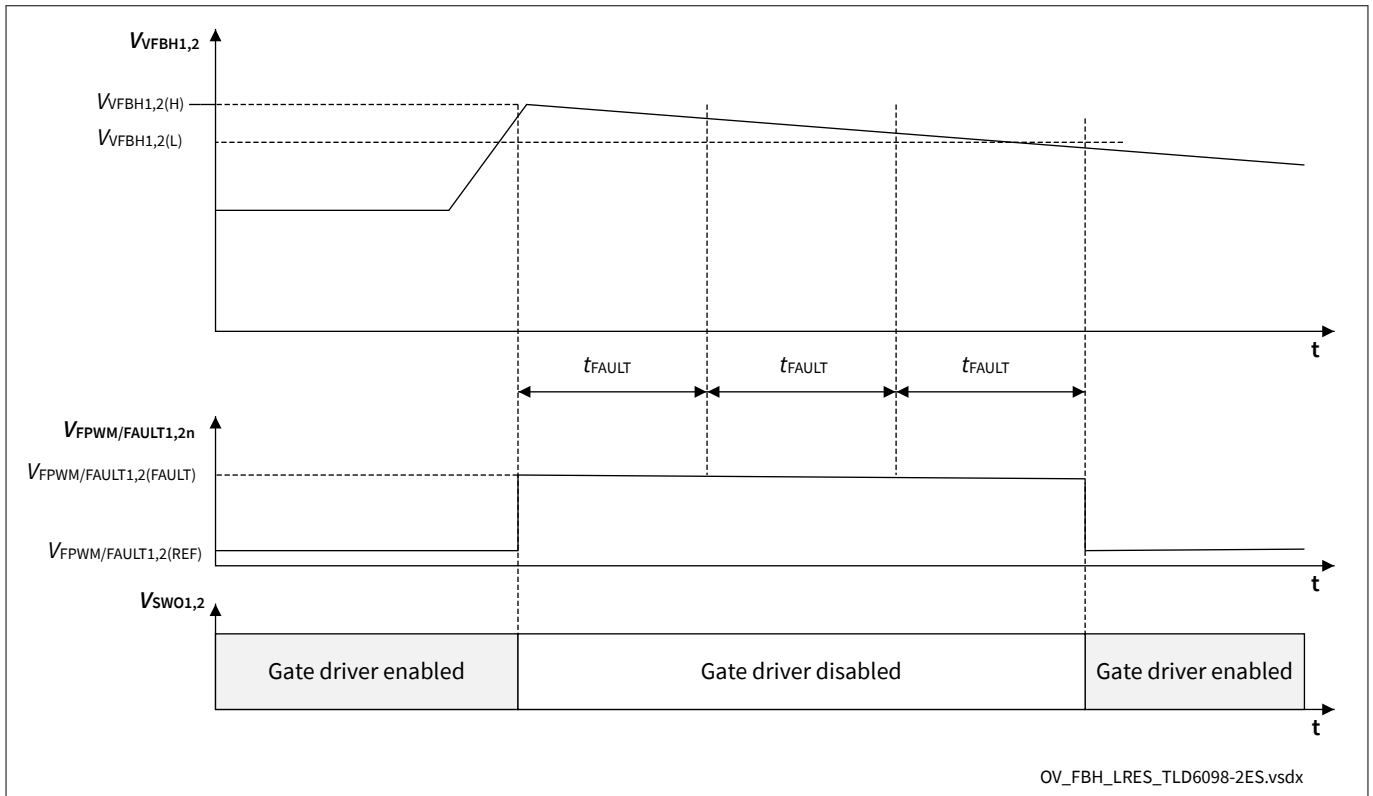 VVFBH1,2
VVFBH1,2(H)
VVFBH1,2(L)
t
tFAULT tFAULT tFAULT
VFPWM/FAULT1,2n
VFPWM/FAULT1,2(FAULT)
VFPWM/FAULT1,2(REF)
t
VSWO1,2
Gate driver enabled Gate driver disabled Gate driver enabled
t
OV_FBH_LRES_TLD6098-2ES.vsdx